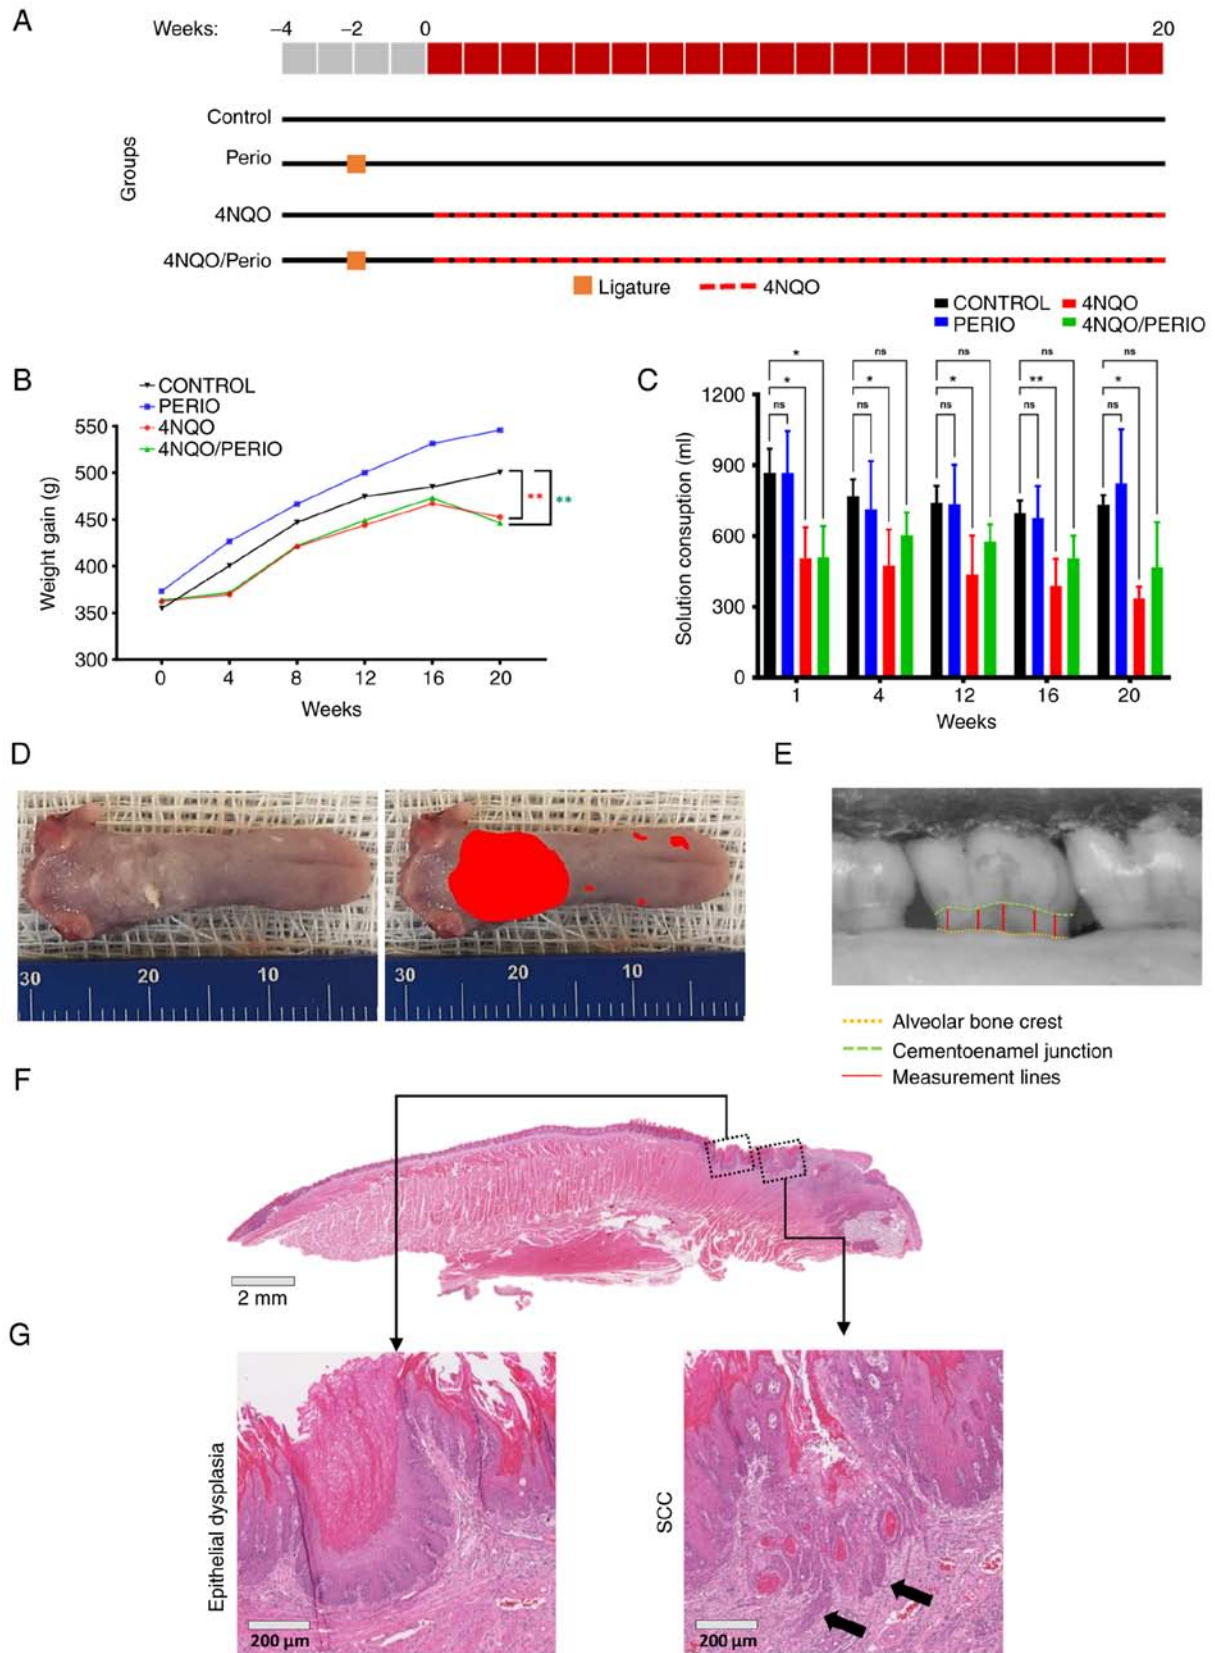 A
Weeks: –4 –2 0 20
Groups
Control
Perio
4NQO
4NQO/Perio
Ligature 4NQO
CONTROL 4NQO
PERIO 4NQO/PERIO
B
CONTROL
PERIO
4NQO
4NQO/PERIO
Weight gain (g)
550
500
450
400
350
300
** **
0 4 8 12 16 20
Weeks
C
Solution consuption (ml)
1200
900
600
300
0
* ns ns ns ns
* * * ** *
ns ns ns ns ns
1 4 12 16 20
Weeks
D
30 20 10
30 20 10
E
Alveolar bone crest
Cementoenamel junction
Measurement lines
F
2 mm
G
Epithelial dysplasia
200 µm
SCC
200 µm